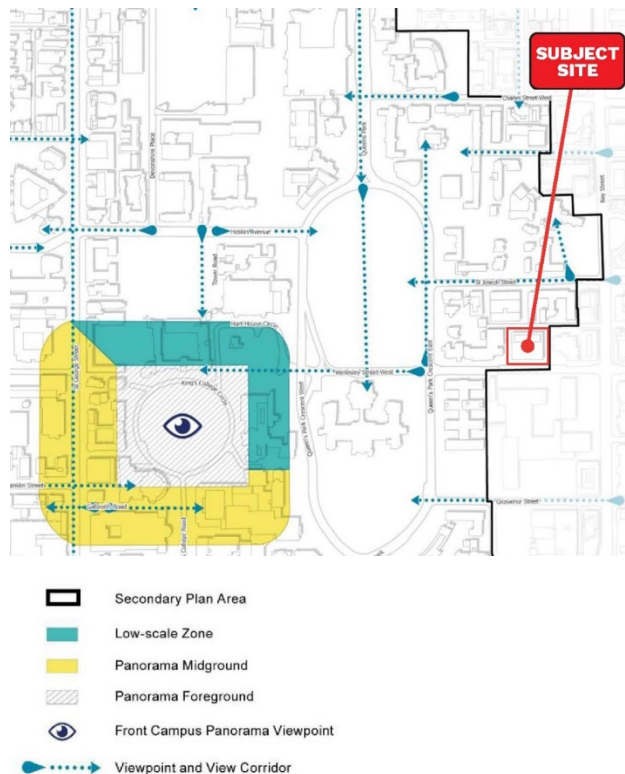 SUBJECT
SITE
Charles Street West
Devonshire Place
Queens Park
Bay Street
Hoskin Avenue
Tower Road
St Joseph Street
Hart House Circle
St George Street
King's College Circle
Wellesley Street West
Queen's Park Crescent West
Queen's Park Crescent East
Franklin Street
Galbraith Road
Grosvenor Street
College Road
Secondary Plan Area
Low-scale Zone
Panorama Midground
Panorama Foreground
Front Campus Panorama Viewpoint
Viewpoint and View Corridor